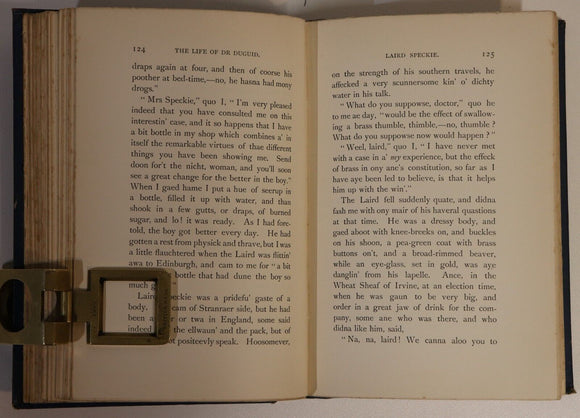 124 THE LIFE OF DR DUGUID.
draps again at four, and then of course his
poother at bed-time,—no, he hasna had mony
drogs."
"Mrs Speckie," quo I, "I'm very pleased
indeed that you have consulted me on this
interestin' case, and it so happens that I have
a bit bottle in my shop which combines a' in
itself the remarkable virtues of thae different
things you have been showing me. Send
doon for't the nicht, woman, and you'll soon
see a great change for the better in the boy."
When I gaed hame I put a hue of seerup in
a bottle, filled it up with water, and than
shook in a few gutts, or draps, of burned
sugar, and lo! it was ready. As I had fore-
told, the boy got better every day. He had
gotten a rest from physick and thrave, but I was
a little flauchtered when the Laird was flittin'
awa to Edinburgh, and cam to me for "a bit
bottle that had dune the boy so
much
Laird Speckie was a pridefu' gaste of a
body. cam of Stranraer side, but he had
been a or twa in England, some said
indeed the ellwaun' and the pack, but of
not positeevly speak. Hoosomever,
LAIRD SPECKIE. 125
on the strength of his southern travels, he
affected a very scunnersome kin' o' dichty
water in his talk.
"What do you suppowse, doctor," quo he
to me ae day, "would be the effect of swallow-
ing a brass thumble, thimble,—no, thumble?
What do you suppowse now would happen?"
"Weel, laird," quo I, "I have never met
with a case in a' my experience, but the effeck
of brass in ony ane's constitution, so far as I
have aye been led to believe, is that it helps
him up with the win'."
The Laird fell suddenly quate, and didna
fash me with ony mair of his haveral questions
at that time. He was a dressy body, and
gaed aboot with knee-breeks on, and buckles
on his shoon, a pea-green coat with brass
buttons on't, and a broad-rimmed beaver,
while an eye-glass, set in gold, was aye
danglin' from his lapelle. Ance, in the
Wheat Sheaf of Irvine, at an election time,
when he was gaun to be very big, and
order in a great jaw of drink for the
company, some ane who was there, and who
didna like him, said,
"Na, na, laird! We canna aloo you to